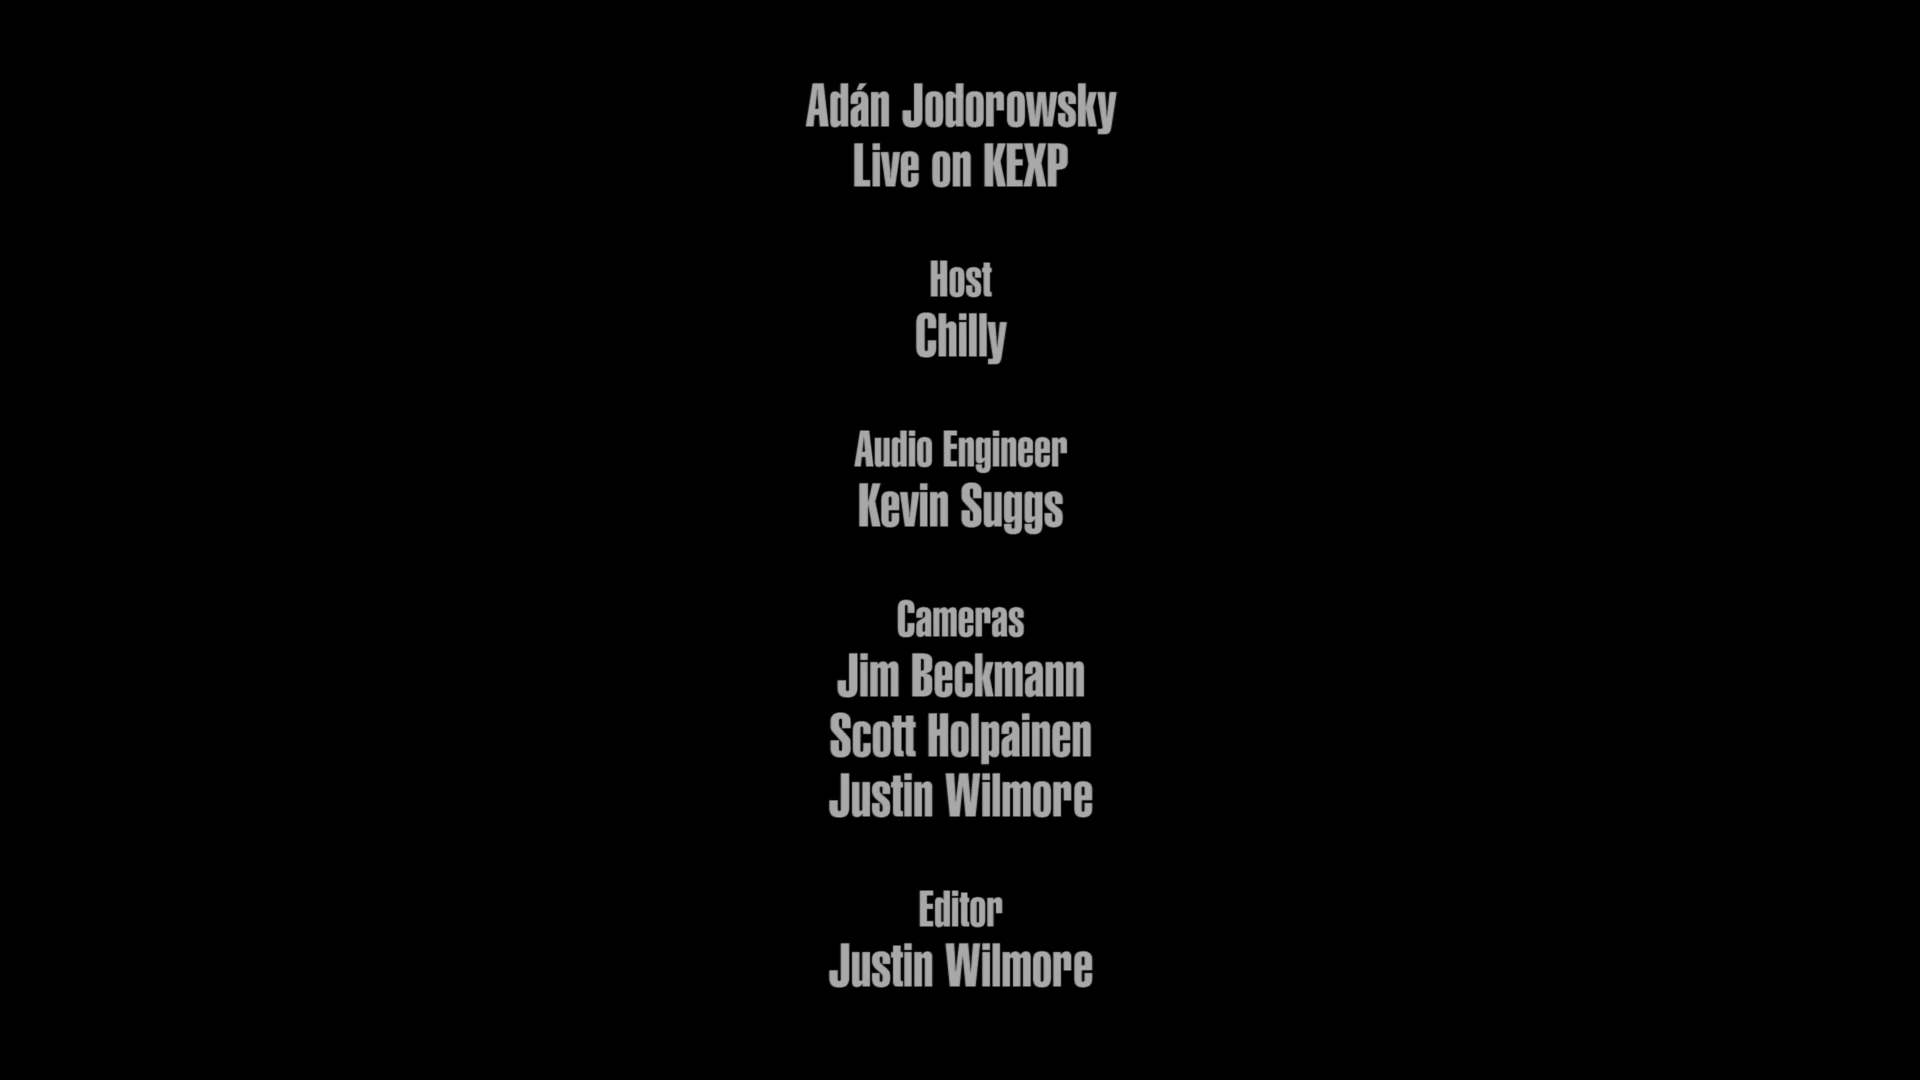 Adán Jodorowsky
Live on KEXP
Host
Chilly
Audio Engineer
Kevin Suggs
Cameras
Jim Beckmann
Scott Holpainen
Justin Wilmore
Editor
Justin Wilmore